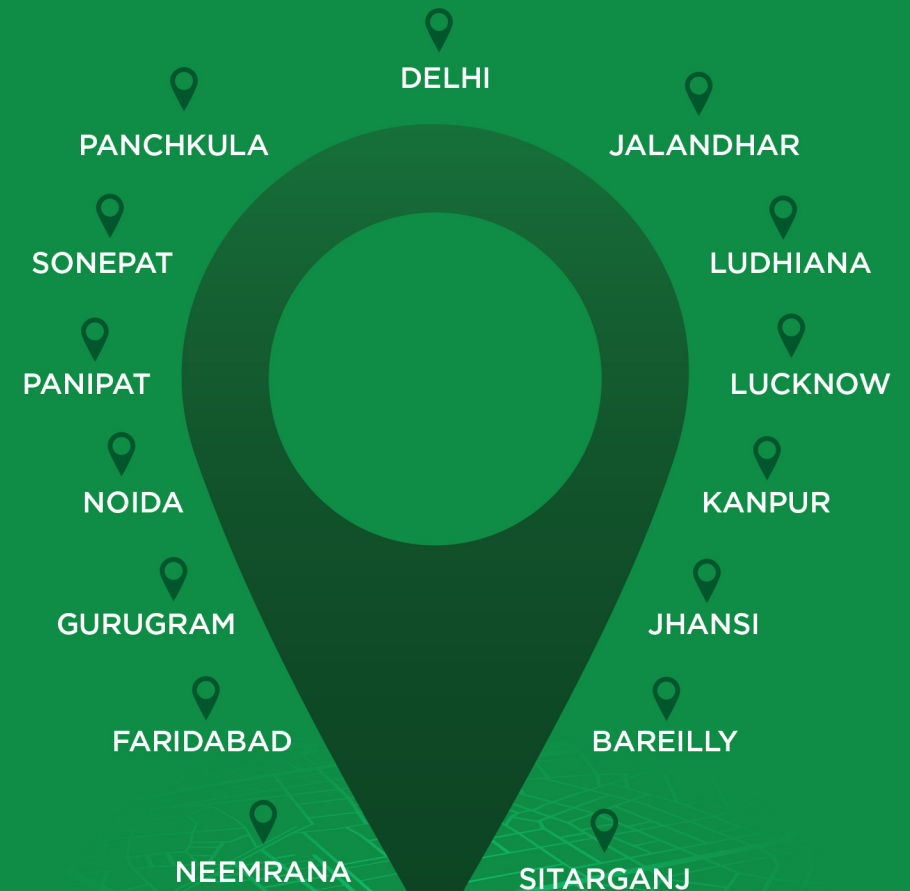 DELHI
PANCHKULA
JALANDHAR
SONEPAT
LUDHIANA
PANIPAT
LUCKNOW
NOIDA
KANPUR
GURUGRAM
JHANSI
FARIDABAD
BAREILLY
NEEMRANA
SITARGANJ